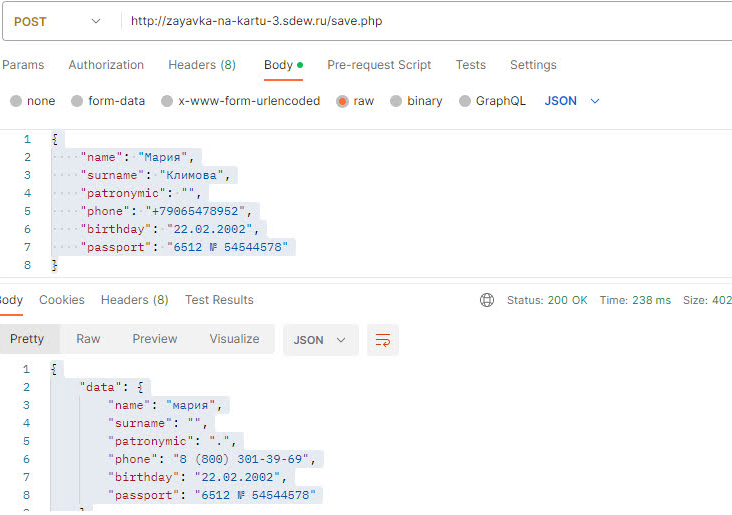 POST http://zayavka-na-kartu-3.sdew.ru/save.php
Params Authorization Headers (8) Body Pre-request Script Tests Settings
none form-data x-www-form-urlencoded raw binary GraphQL JSON
1 {
2 "name": "Мария",
3 "surname": "Климова",
4 "patronymic": "",
5 "phone": "+79065478952",
6 "birthday": "22.02.2002",
7 "passport": "6512 № 54544578"
8 }
ody Cookies Headers (8) Test Results Status: 200 OK Time: 238 ms Size: 402
Pretty Raw Preview Visualize JSON
1 {
2 "data": {
3 "name": "мария",
4 "surname": "",
5 "patronymic": ".",
6 "phone": "8 (800) 301-39-69",
7 "birthday": "22.02.2002",
8 "passport": "6512 № 54544578"